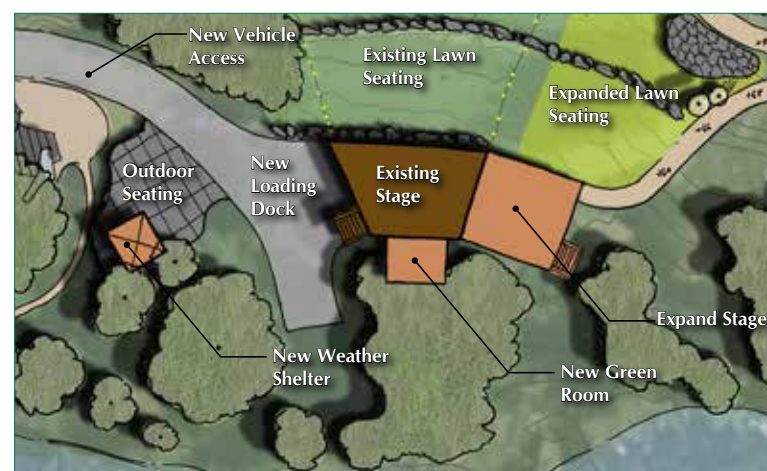 New Vehicle
Access
Existing Lawn
Seating
Expanded Lawn
Seating
Outdoor
Seating
New
Loading
Dock
Existing
Stage
Expand Stage
New Weather
Shelter
New Green
Room